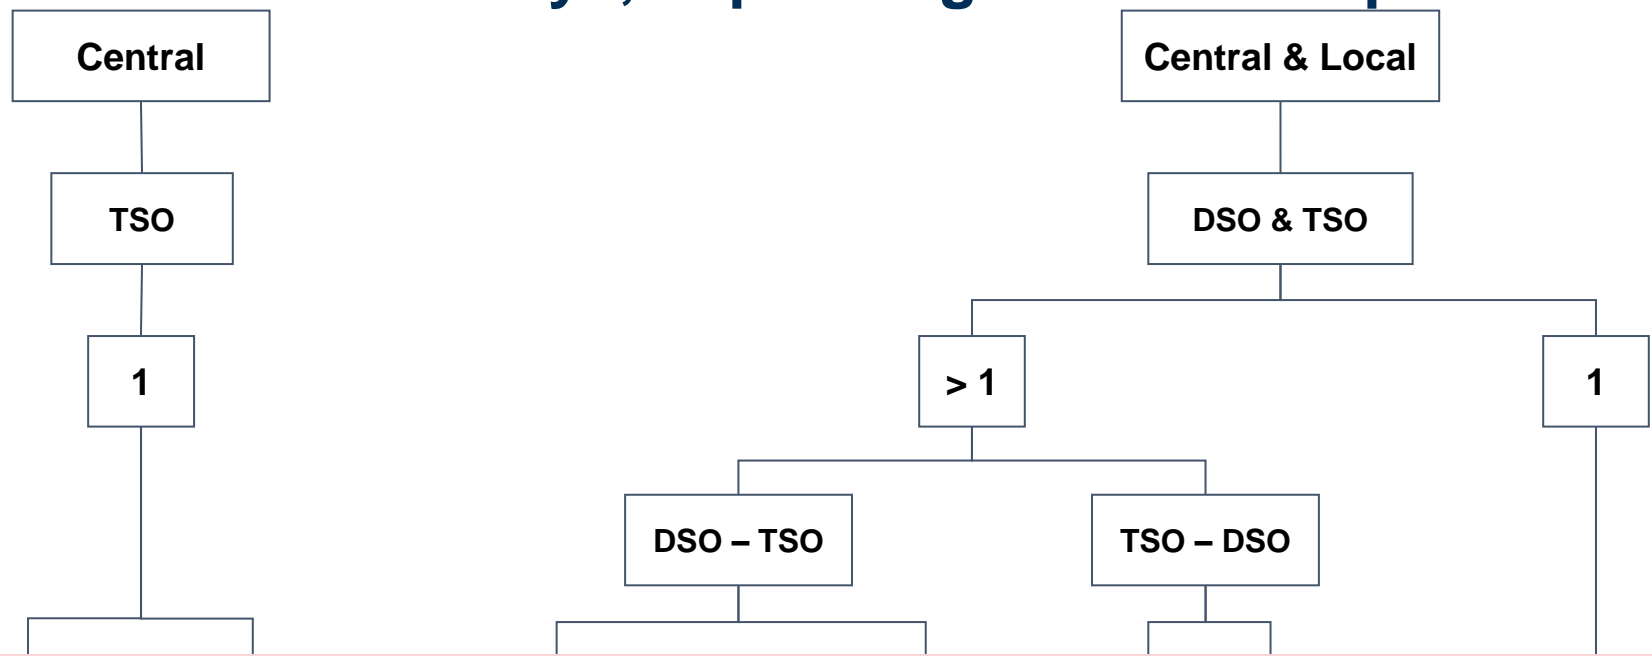 Central
Central & Local
TSO
DSO & TSO
1
> 1
1
DSO – TSO
TSO – DSO